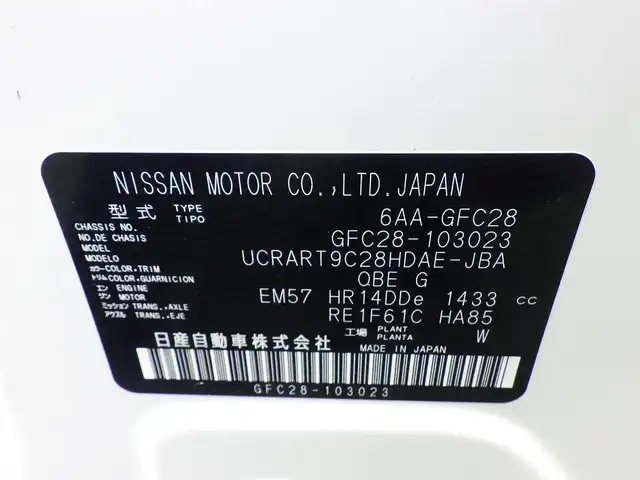 NISSAN MOTOR CO.,LTD.JAPAN
型式 TYPE TIPO 6AA-GFC28
CHASSIS NO. NO.DE CHASIS GFC28-103023
MODEL MODELO UCRART9C28HDAE-JBA
カラー COLOR,TRIM トリム COLOR,GUARNICION QBE G
エンジン ENGINE MOTOR EM57 HR14DDe 1433 cc
ミッション TRANS.,AXLE アクスル TRANS.,EJE RE1F61C HA85
工場 PLANT PLANTA W
日産自動車株式会社 MADE IN JAPAN
GFC28-103023